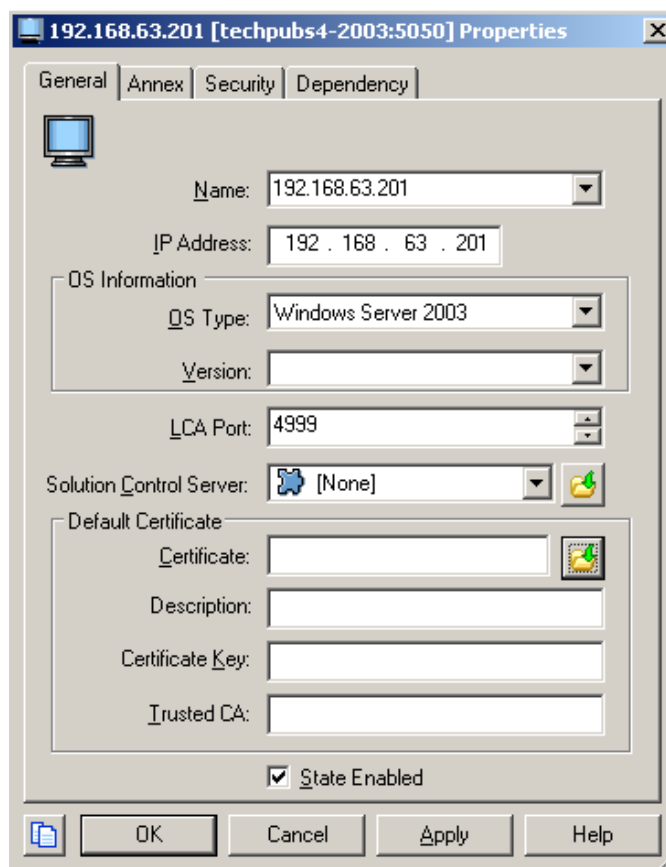 192.168.63.201 [techpubs4-2003:5050] Properties
General Annex Security Dependency
Name: 192.168.63.201
IP Address: 192 . 168 . 63 . 201
OS Information
OS Type: Windows Server 2003
Version:
LCA Port: 4999
Solution Control Server: [None]
Default Certificate
Certificate:
Description:
Certificate Key:
Trusted CA:
State Enabled
OK Cancel Apply Help